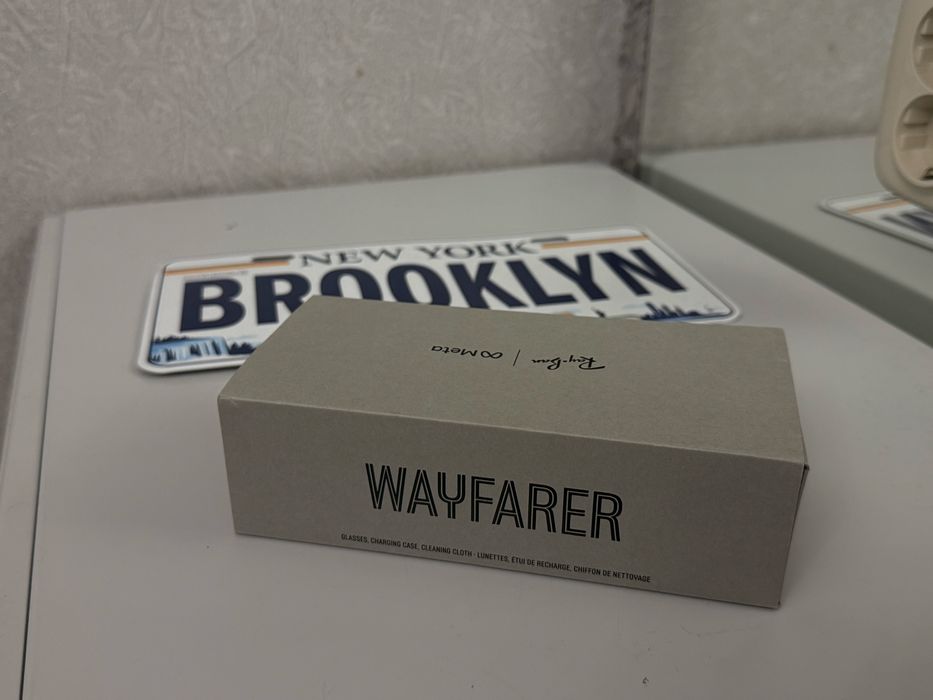 NEW YORK
BROOKLYN
Ray-Ban | Meta
WAYFARER
GLASSES, CHARGING CASE, CLEANING CLOTH · LUNETTES, ÉTUI DE RECHARGE, CHIFFON DE NETTOYAGE